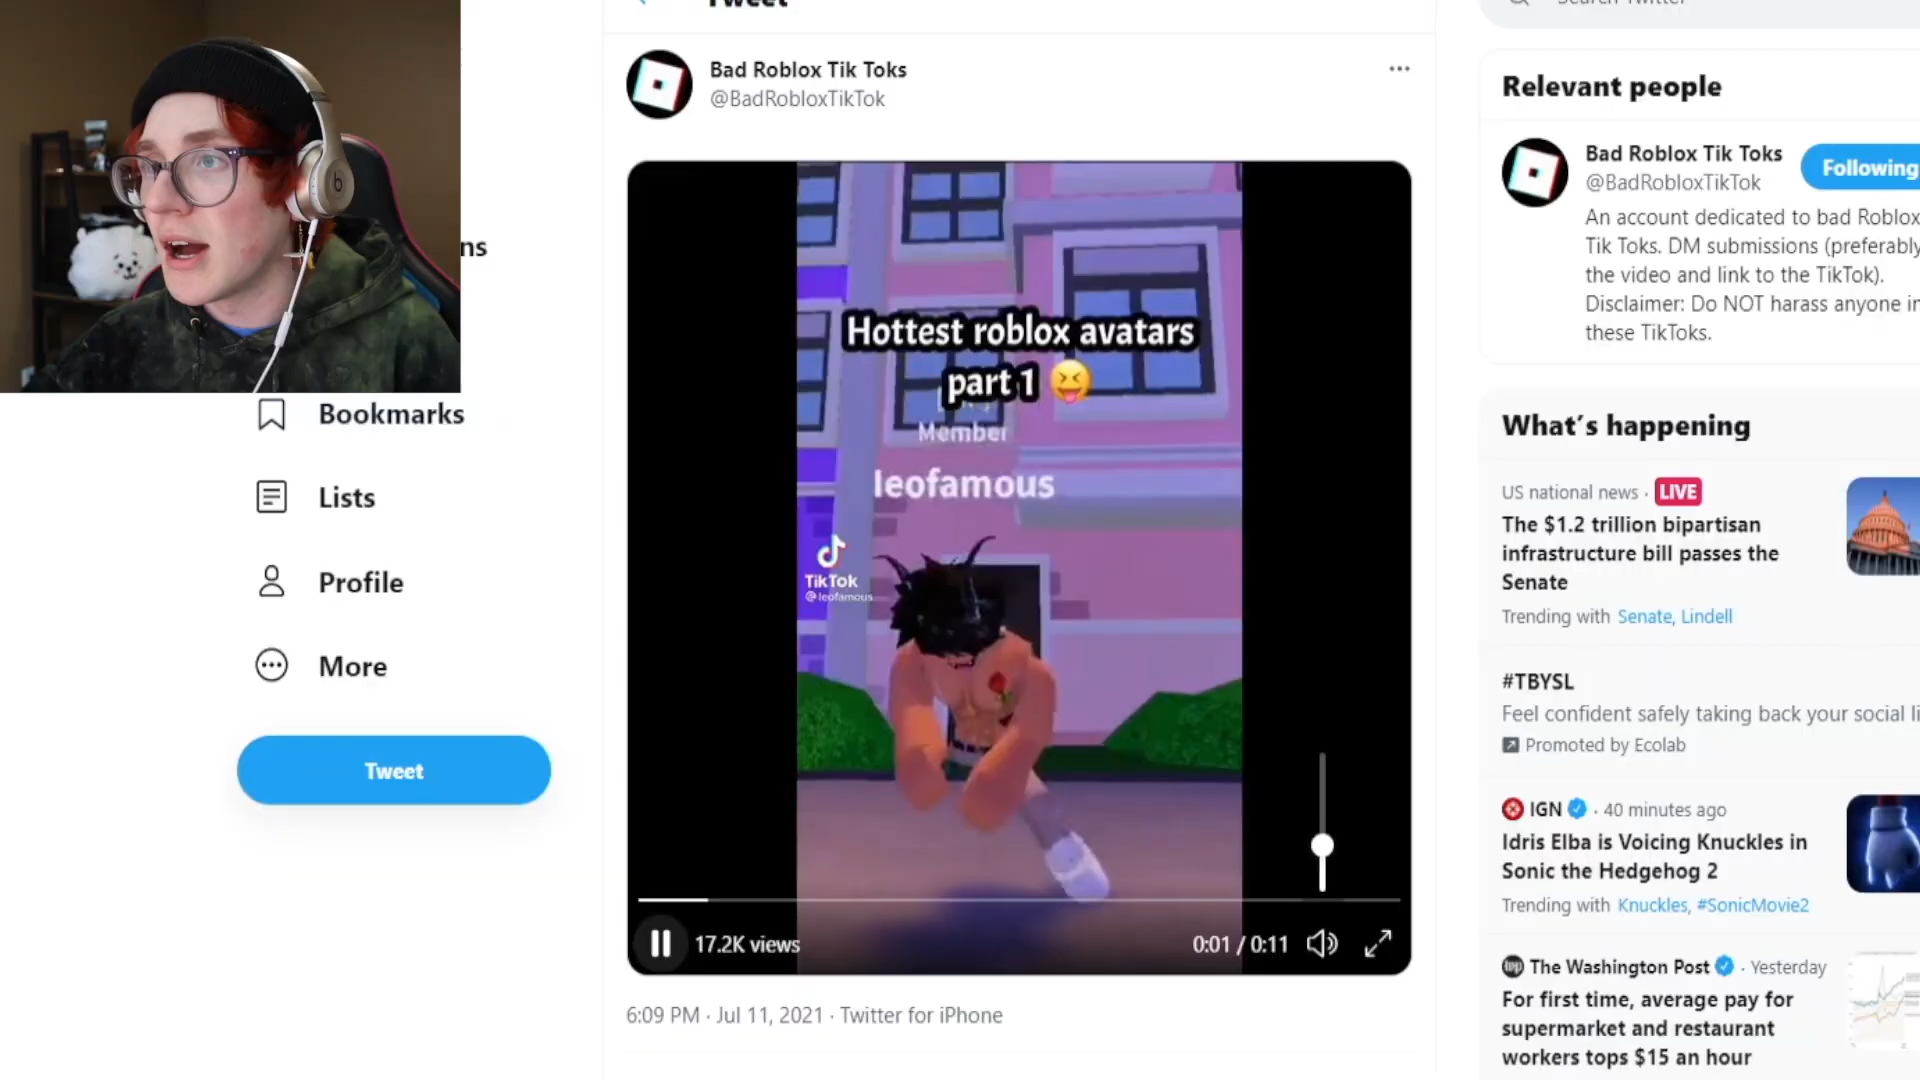 Tweet
Search Twitter
Bad Roblox Tik Toks
@BadRobloxTikTok
ns
Bookmarks
Lists
Profile
More
Tweet
Hottest roblox avatars
part 1 😝
Member
leofamous
TikTok
@leofamous
17.2K views
0:01 / 0:11
6:09 PM · Jul 11, 2021 · Twitter for iPhone
Relevant people
Bad Roblox Tik Toks
@BadRobloxTikTok
Following
An account dedicated to bad Roblox
Tik Toks. DM submissions (preferably
the video and link to the TikTok).
Disclaimer: Do NOT harass anyone in
these TikToks.
What's happening
US national news · LIVE
The $1.2 trillion bipartisan
infrastructure bill passes the
Senate
Trending with Senate, Lindell
#TBYSL
Feel confident safely taking back your social li
Promoted by Ecolab
IGN · 40 minutes ago
Idris Elba is Voicing Knuckles in
Sonic the Hedgehog 2
Trending with Knuckles, #SonicMovie2
The Washington Post · Yesterday
For first time, average pay for
supermarket and restaurant
workers tops $15 an hour